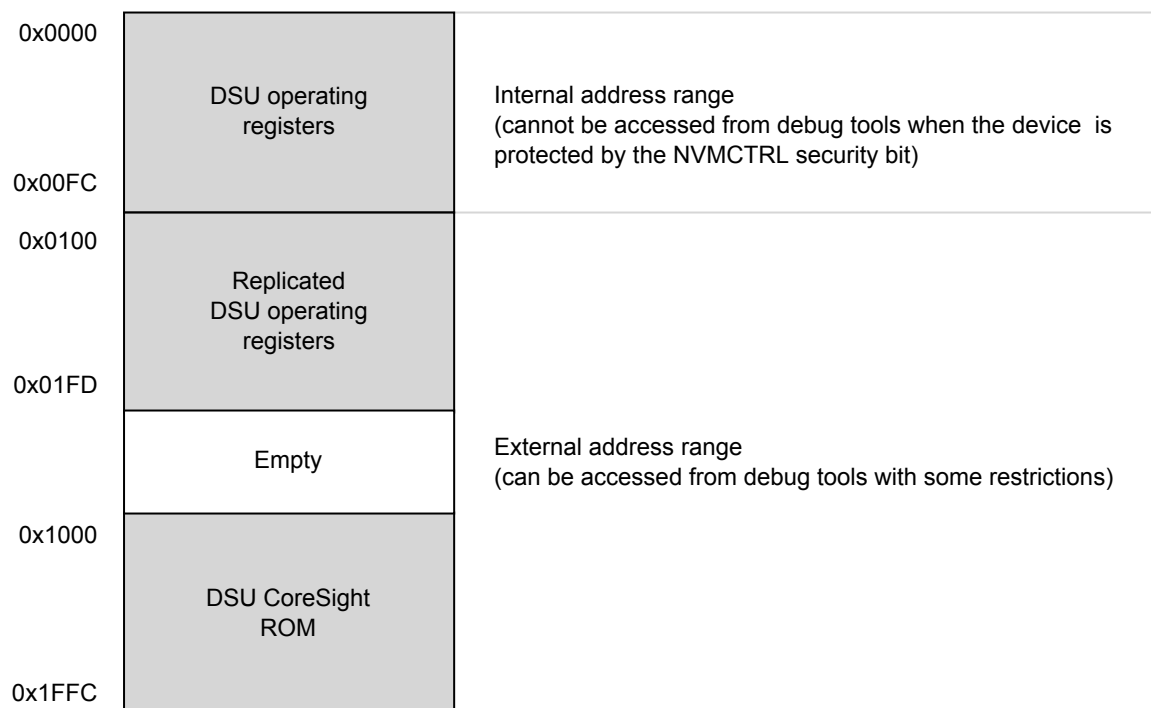 0x0000
DSU operating
registers
Internal address range
(cannot be accessed from debug tools when the device is
protected by the NVMCTRL security bit)
0x00FC
0x0100
Replicated
DSU operating
registers
0x01FD
Empty
External address range
(can be accessed from debug tools with some restrictions)
0x1000
DSU CoreSight
ROM
0x1FFC